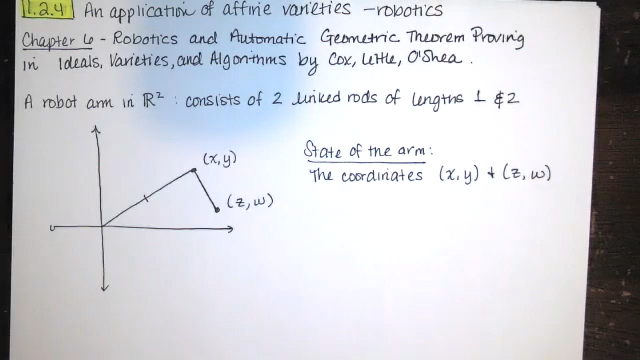 1.2.4 An application of affine varieties - robotics
Chapter 6 - Robotics and Automatic Geometric Theorem Proving
in Ideals, Varieties, and Algorithms by Cox, Little, O'Shea.
A robot arm in ℝ² : consists of 2 linked rods of lengths 1 & 2
(x,y)
(z,w)
State of the arm:
The coordinates (x,y) + (z,w)